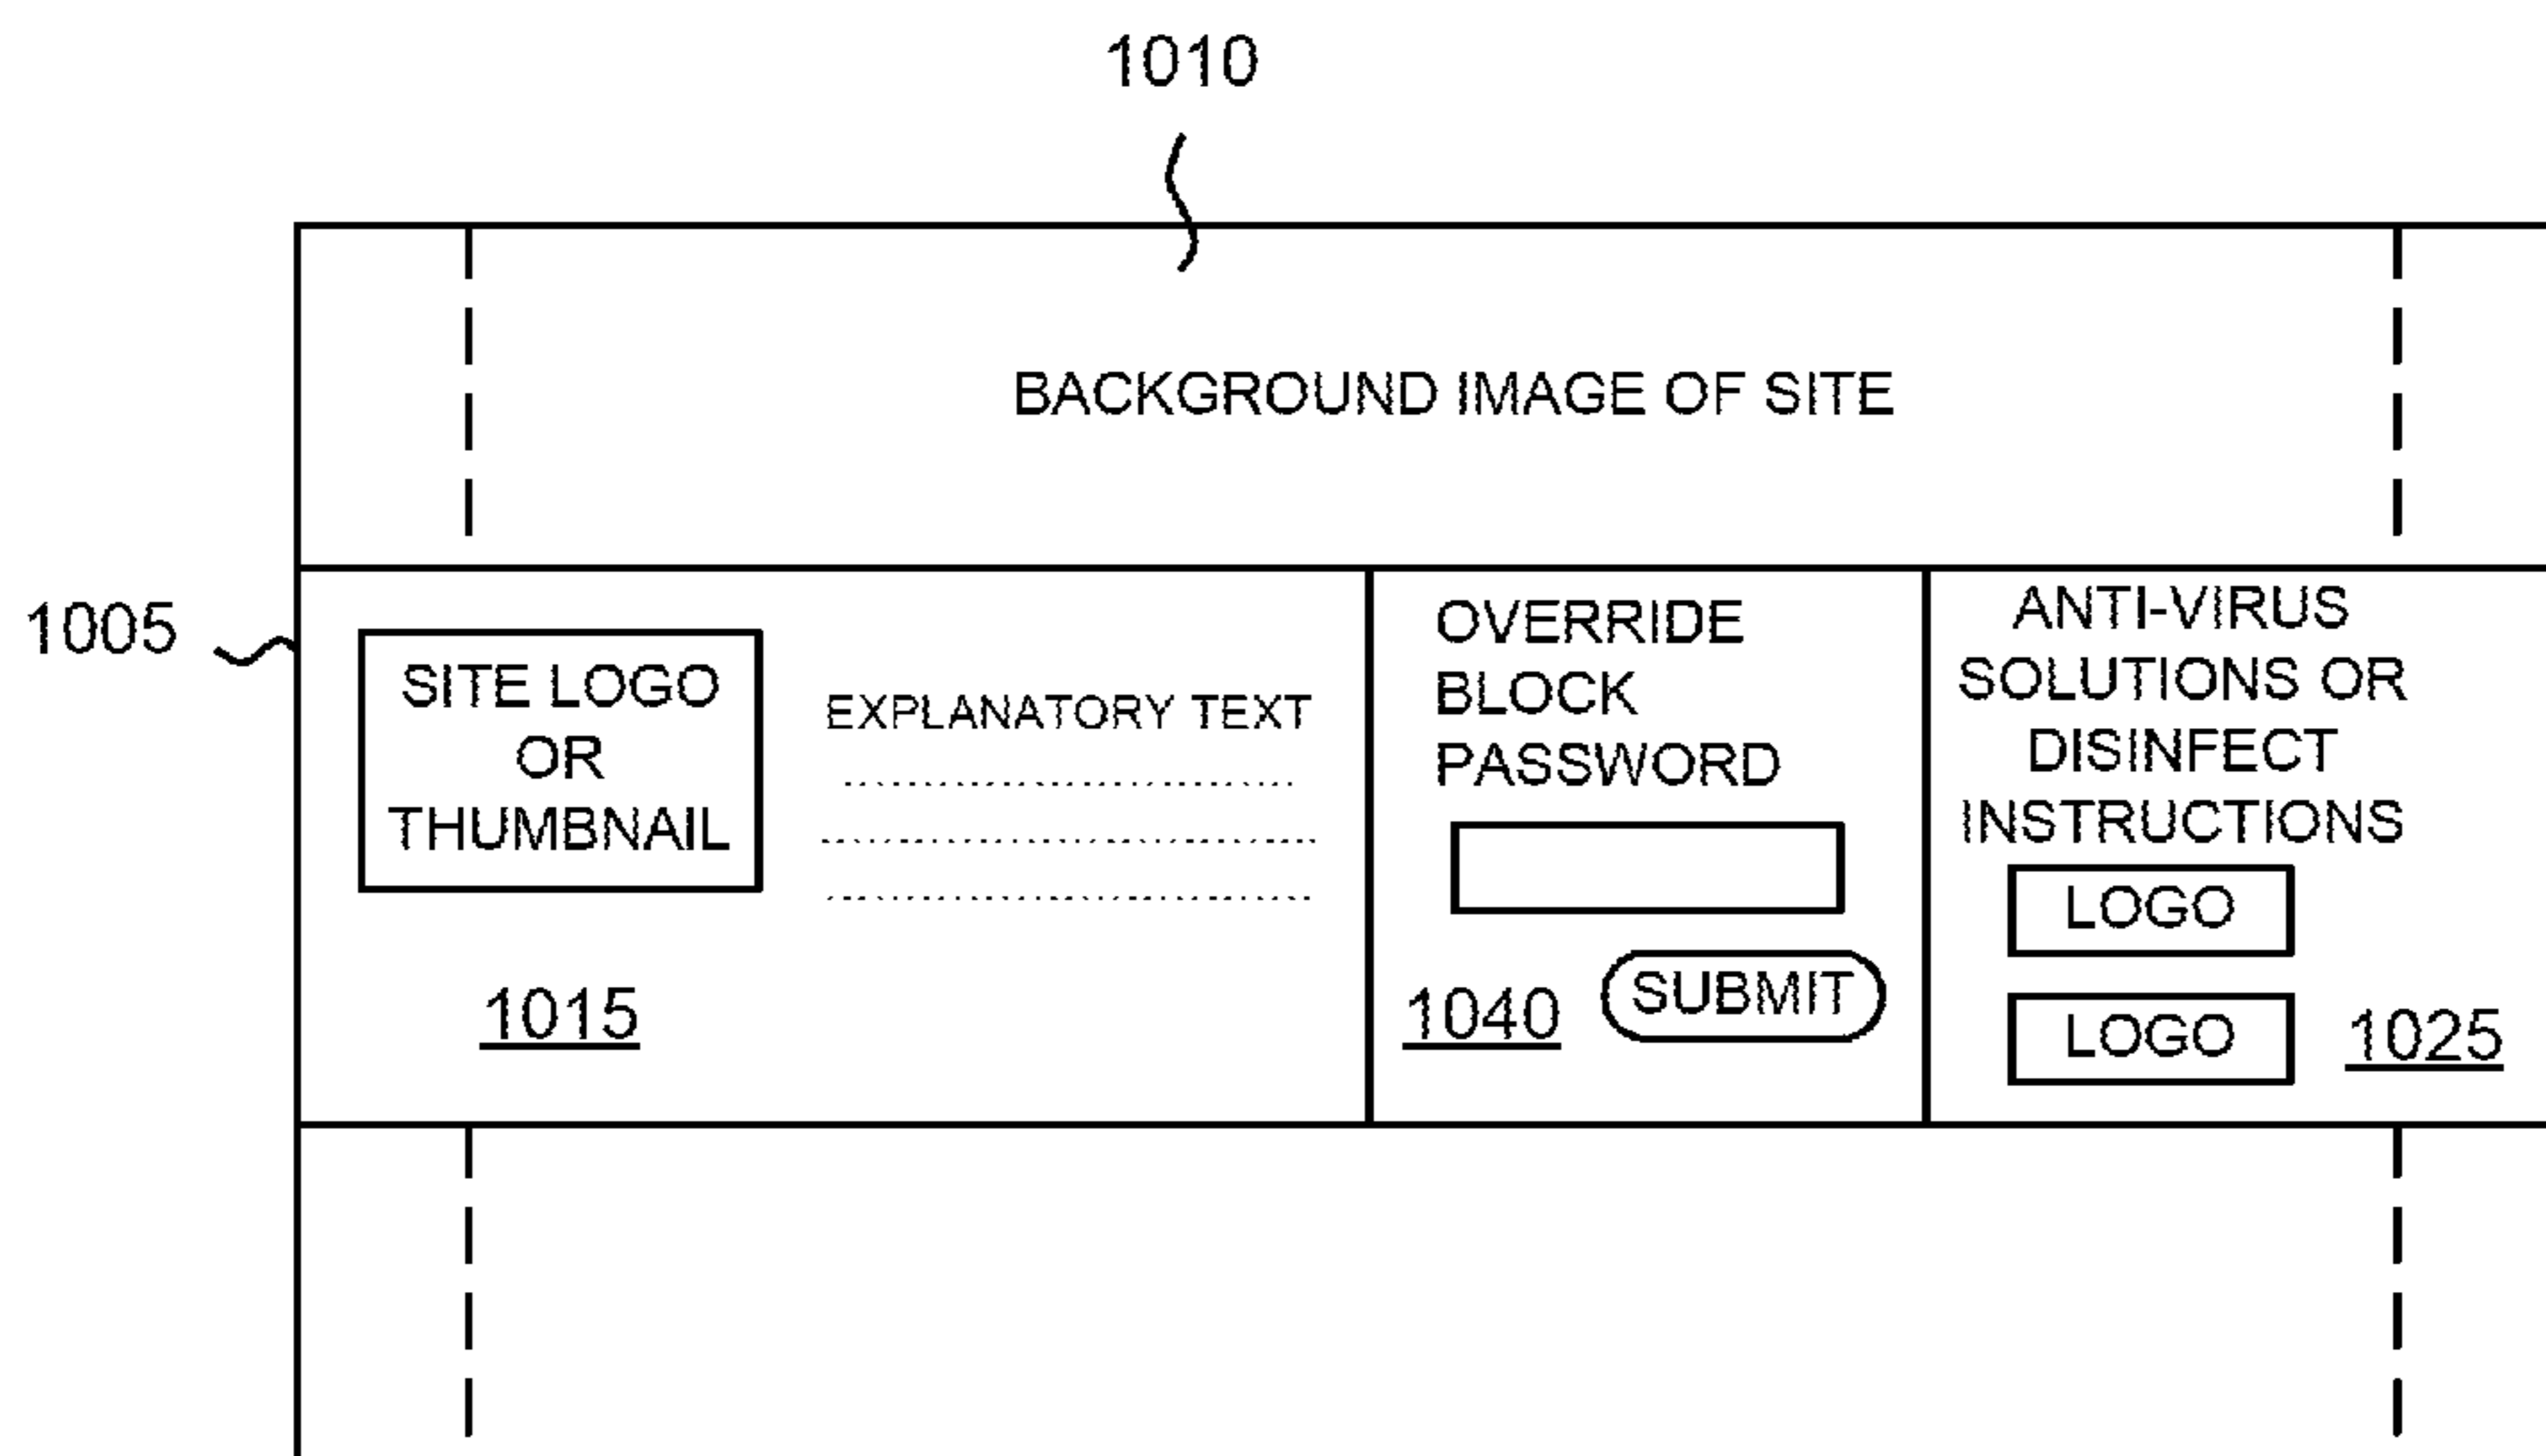 1010
BACKGROUND IMAGE OF SITE
1005
SITE LOGO
OR
THUMBNAIL
EXPLANATORY TEXT
1015
OVERRIDE
BLOCK
PASSWORD
SUBMIT
1040
ANTI-VIRUS
SOLUTIONS OR
DISINFECT
INSTRUCTIONS
LOGO
LOGO
1025